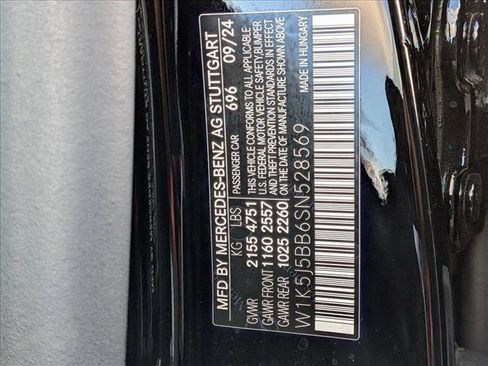 MFD BY MERCEDES-BENZ AG STUTTGART
696 09/24
PASSENGER CAR
KG LBS
GVWR 2155 4751
GAWR FRONT 1160 2557
GAWR REAR 1025 2260
THIS VEHICLE CONFORMS TO ALL APPLICABLE
U.S. FEDERAL MOTOR VEHICLE SAFETY, BUMPER
AND THEFT PREVENTION STANDARDS IN EFFECT
ON THE DATE OF MANUFACTURE SHOWN ABOVE
MADE IN HUNGARY
W1K5J5BB6SN528569